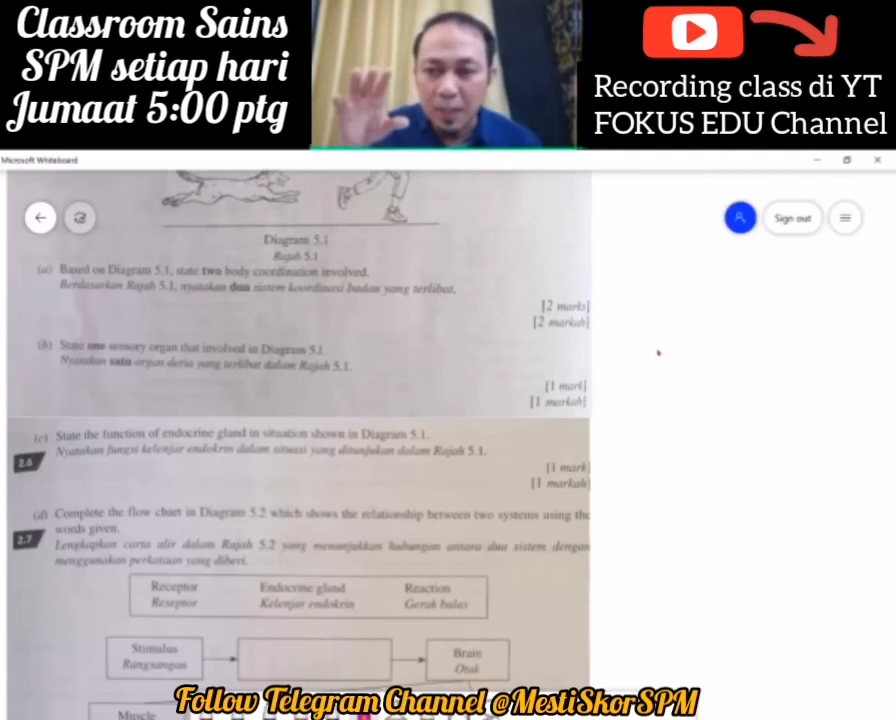 Classroom Sains
SPM setiap hari
Jumaat 5:00 ptg
Recording class di YT
FOKUS EDU Channel
Microsoft Whiteboard
Sign out
Diagram 5.1
Rajah 5.1
(a) Based on Diagram 5.1, state two body coordination involved.
Berdasarkan Rajah 5.1, nyatakan dua sistem koordinasi badan yang terlibat.
[2 marks]
[2 markah]
(b) State one sensory organ that involved in Diagram 5.1.
Nyatakan satu organ deria yang terlibat dalam Rajah 5.1.
[1 mark]
[1 markah]
(c) State the function of endocrine gland in situation shown in Diagram 5.1.
2.6 Nyatakan fungsi kelenjar endokrin dalam situasi yang ditunjukan dalam Rajah 5.1.
[1 mark]
[1 markah]
(d) Complete the flow chart in Diagram 5.2 which shows the relationship between two systems using the
2.7 words given.
Lengkapkan carta alir dalam Rajah 5.2 yang menunjukkan hubungan antara dua sistem dengan
menggunakan perkataan yang diberi.
Receptor Endocrine gland Reaction
Reseptor Kelenjar endokrin Gerak balas
Stimulus Brain
Rangsangan Otak
Muscle
Follow Telegram Channel @MestiSkorSPM